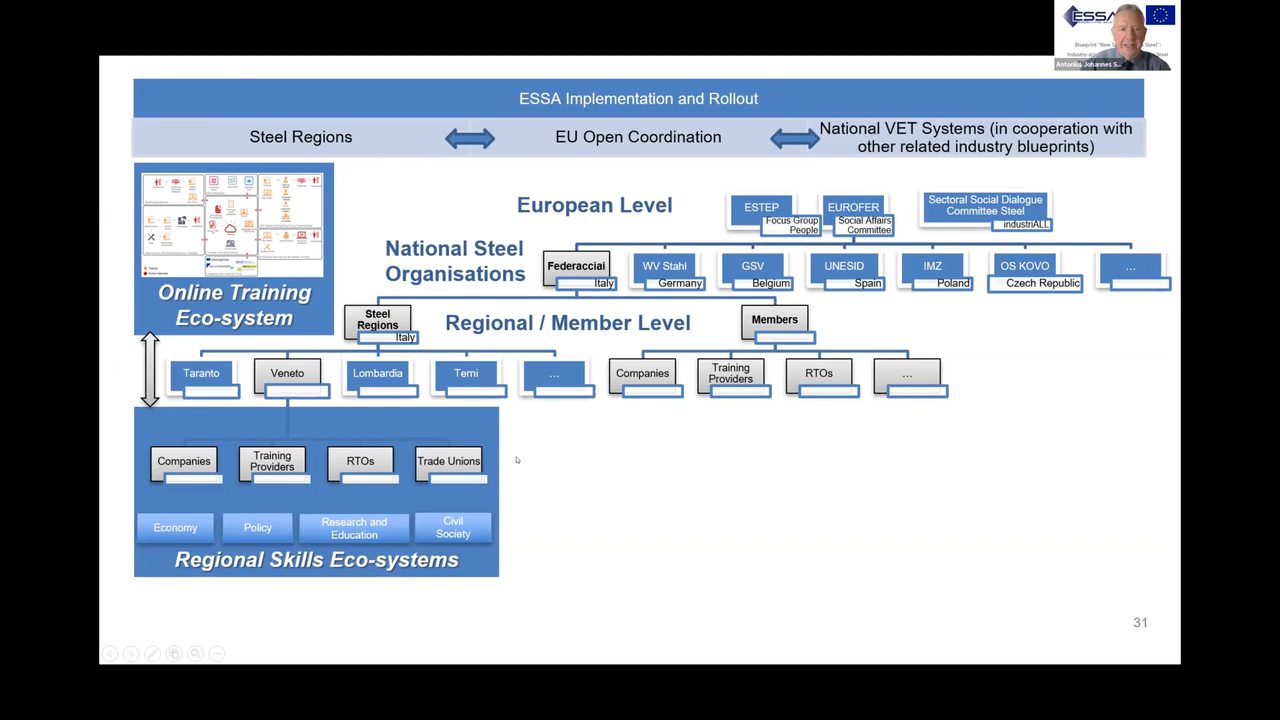 ESSA
Antonius Johannes S...
ESSA Implementation and Rollout
Steel Regions
EU Open Coordination
National VET Systems (in cooperation with
other related industry blueprints)
European Level
ESTEP
Focus Group
People
EUROFER
Social Affairs
Committee
Sectoral Social Dialogue
Committee Steel
industriALL
National Steel
Organisations
Federacciai
Italy
WV Stahl
Germany
GSV
Belgium
UNESID
Spain
IMZ
Poland
OS KOVO
Czech Republic
...
Online Training
Eco-system
Steel
Regions
Italy
Regional / Member Level
Members
Taranto
Veneto
Lombardia
Terni
...
Companies
Training
Providers
RTOs
...
Companies
Training
Providers
RTOs
Trade Unions
Economy
Policy
Research and
Education
Civil
Society
Regional Skills Eco-systems
31